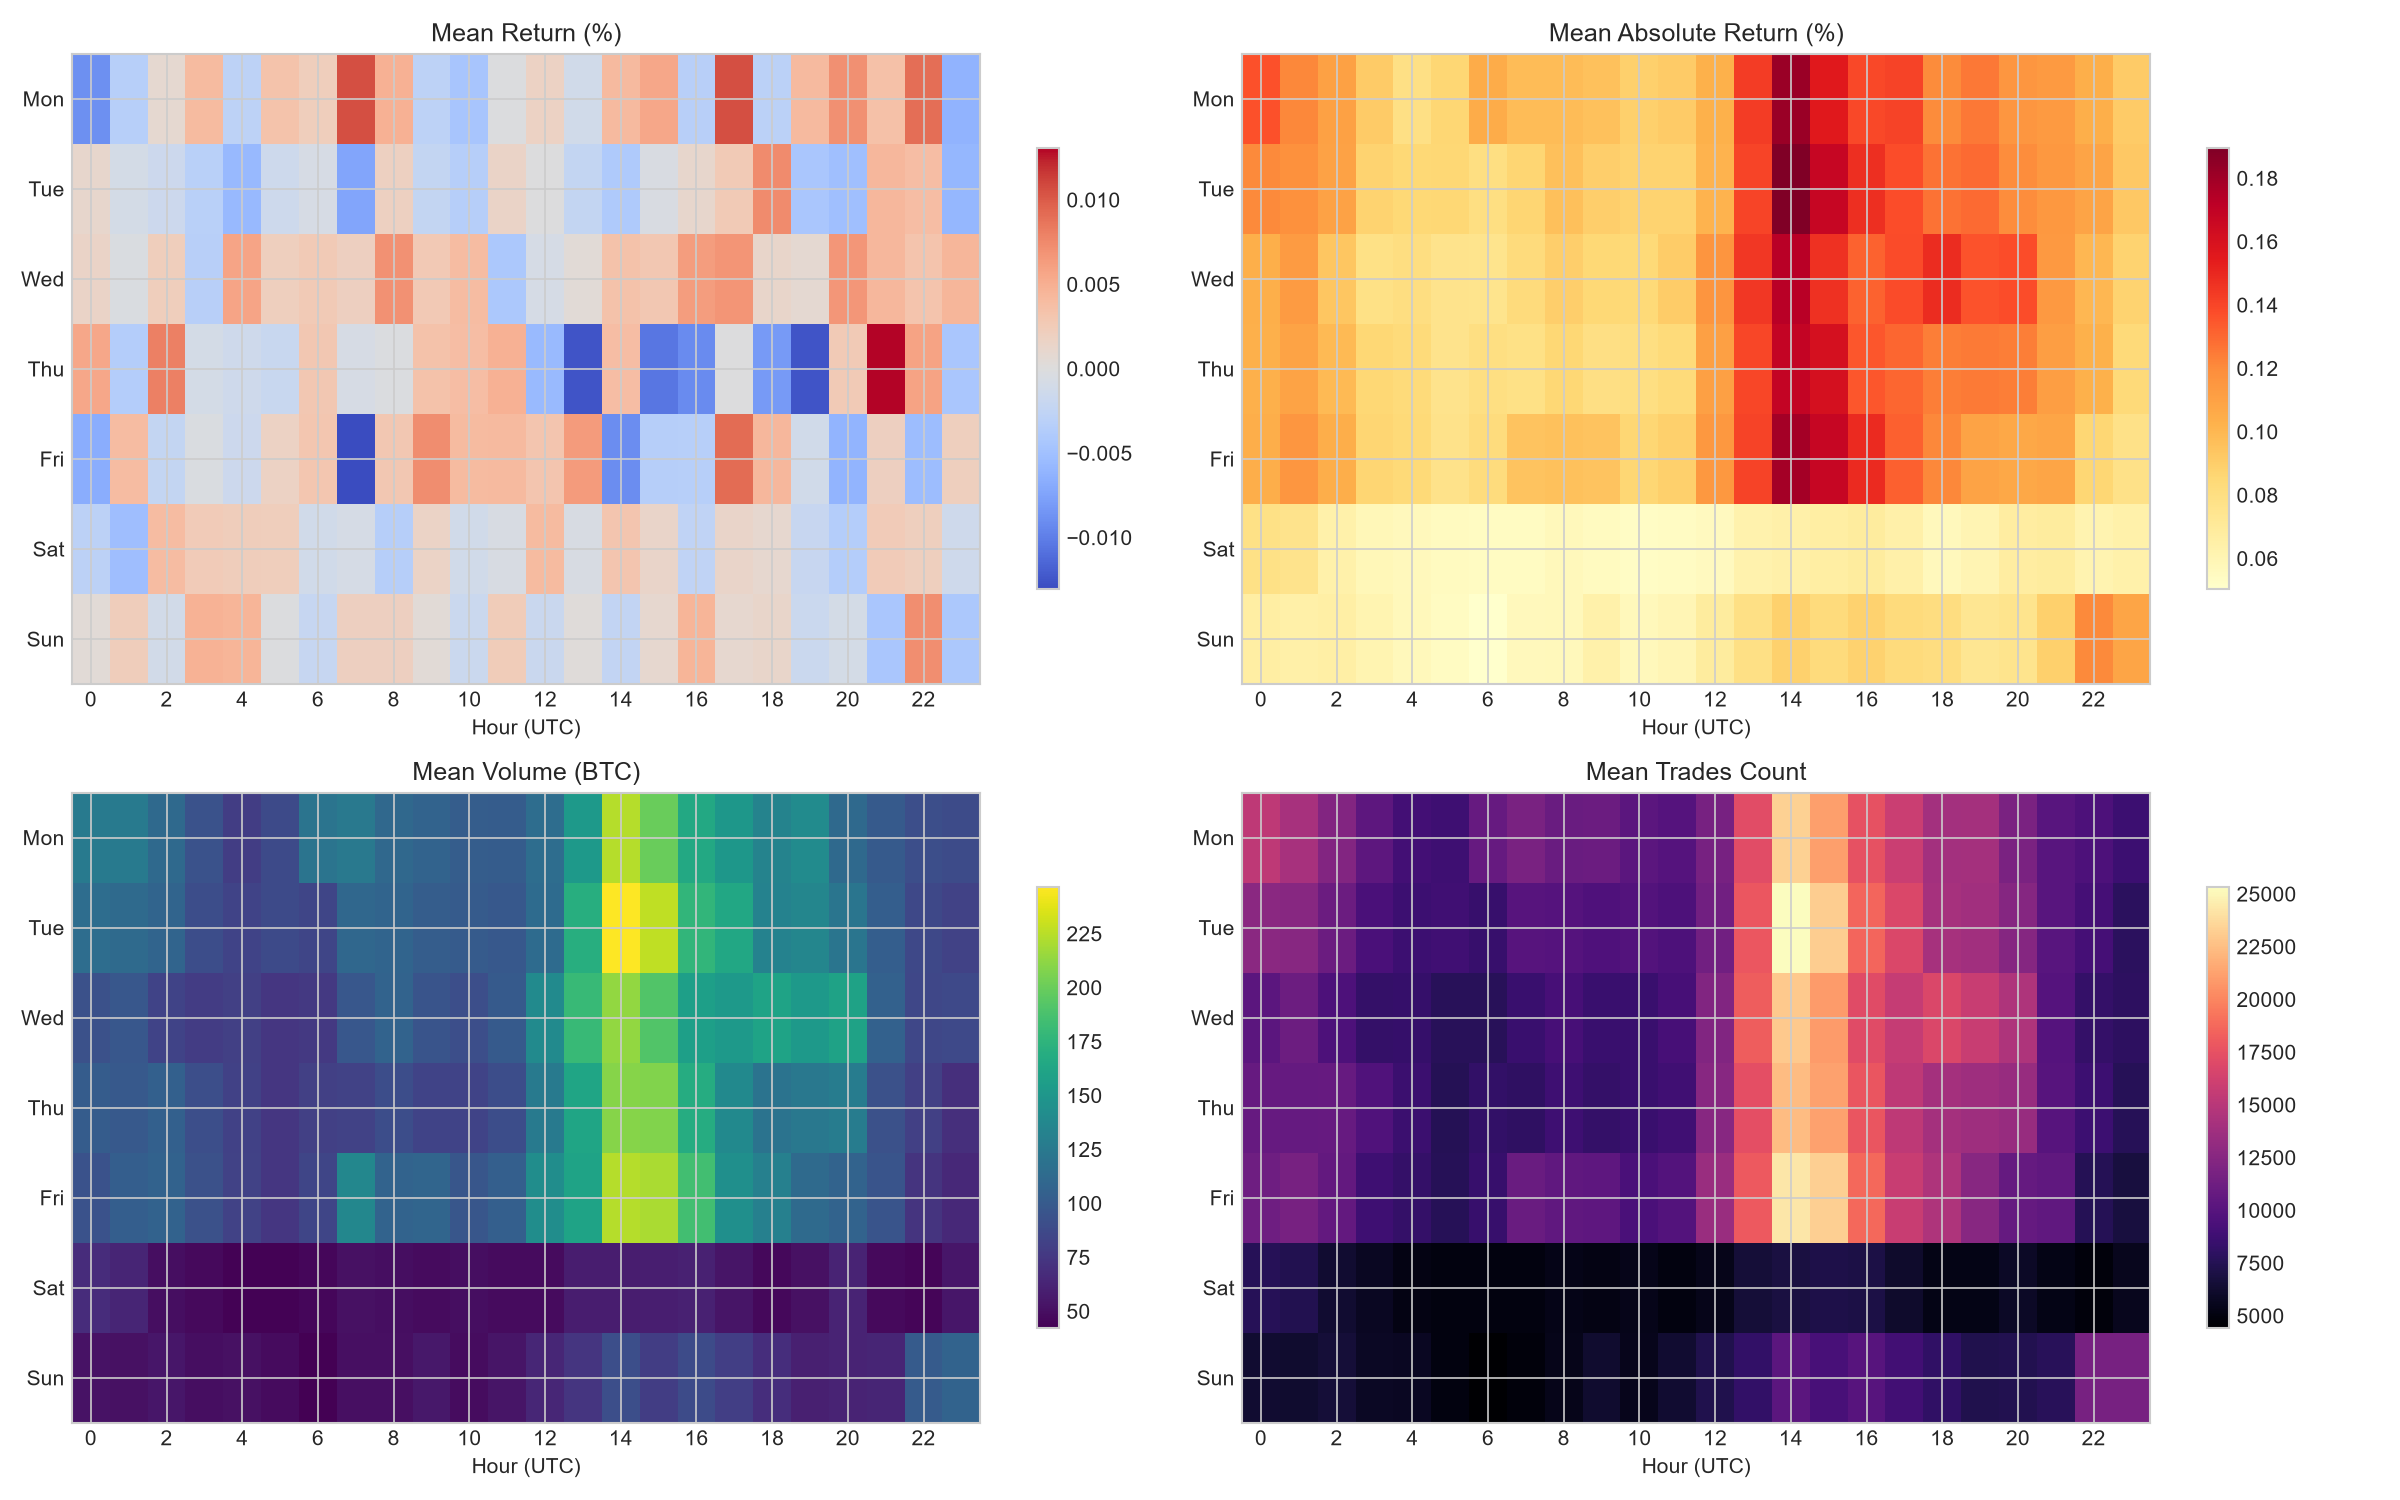 Mean Return (%)
Mon
Tue
Wed
Thu
Fri
Sat
Sun
0 2 4 6 8 10 12 14 16 18 20 22
Hour (UTC)
0.010
0.005
0.000
−0.005
−0.010
Mean Absolute Return (%)
Mon
Tue
Wed
Thu
Fri
Sat
Sun
0 2 4 6 8 10 12 14 16 18 20 22
Hour (UTC)
0.18
0.16
0.14
0.12
0.10
0.08
0.06
Mean Volume (BTC)
Mon
Tue
Wed
Thu
Fri
Sat
Sun
0 2 4 6 8 10 12 14 16 18 20 22
Hour (UTC)
225
200
175
150
125
100
75
50
Mean Trades Count
Mon
Tue
Wed
Thu
Fri
Sat
Sun
0 2 4 6 8 10 12 14 16 18 20 22
Hour (UTC)
25000
22500
20000
17500
15000
12500
10000
7500
5000